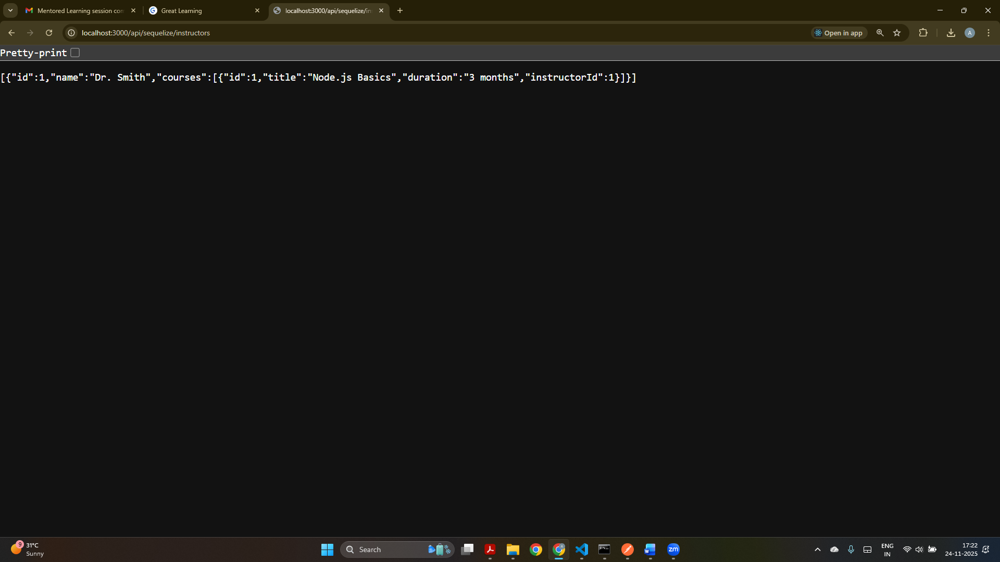 Mentored Learning session con
Great Learning
localhost:3000/api/sequelize/in
localhost:3000/api/sequelize/instructors
Open in app
A
Pretty-print
[{"id":1,"name":"Dr. Smith","courses":[{"id":1,"title":"Node.js Basics","duration":"3 months","instructorId":1}]}]
9
31°C
Sunny
Search
zm
ENG
IN
17:22
24-11-2025